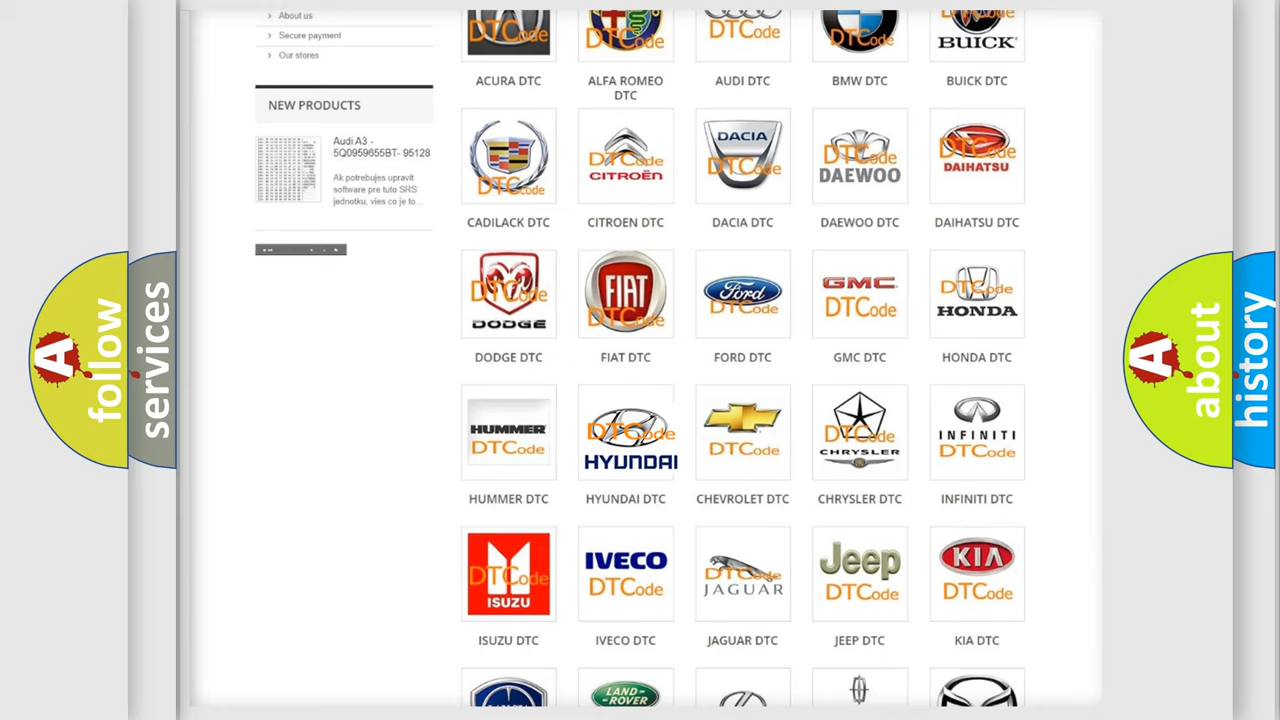 About us
Secure payment
Our stores
NEW PRODUCTS
Audi A3 -
5Q0959655BT- 95128
Ak potrebujes upravit
software pre tuto SRS
jednotku, vies co je to...
DTCode
DTCode
DTCode
DTCode
BUICK
ACURA DTC
ALFA ROMEO
DTC
AUDI DTC
BMW DTC
BUICK DTC
DTCode
DTCode
CITROËN
DACIA
DTCode
DTCode
DAEWOO
DTCode
DAIHATSU
CADILACK DTC
CITROEN DTC
DACIA DTC
DAEWOO DTC
DAIHATSU DTC
DTCode
DODGE
FIAT
DTCode
Ford
DTCode
GMC
DTCode
DTCode
HONDA
DODGE DTC
FIAT DTC
FORD DTC
GMC DTC
HONDA DTC
HUMMER
DTCode
DTCode
HYUNDAI
DTCode
DTCode
CHRYSLER
INFINITI
DTCode
HUMMER DTC
HYUNDAI DTC
CHEVROLET DTC
CHRYSLER DTC
INFINITI DTC
DTCode
ISUZU
IVECO
DTCode
DTCode
JAGUAR
Jeep
DTCode
KIA
DTCode
ISUZU DTC
IVECO DTC
JAGUAR DTC
JEEP DTC
KIA DTC
LAND-
ROVER
A follow
services
A about
history